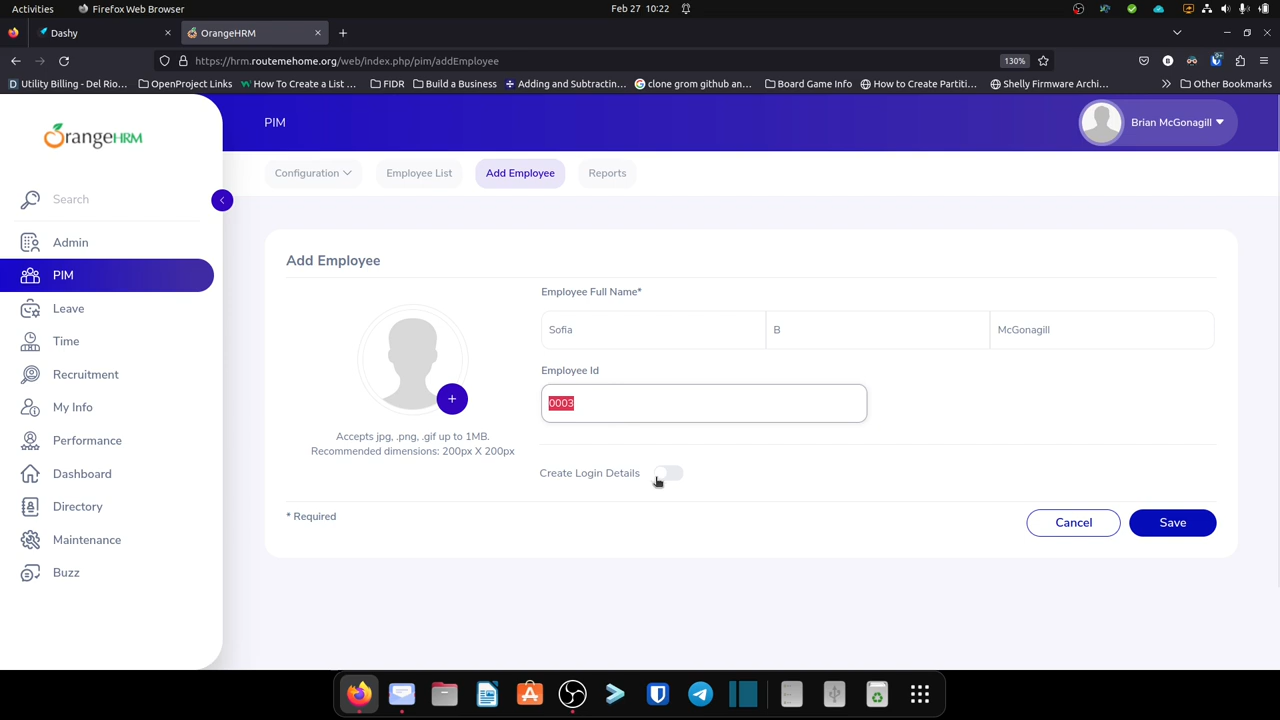 Activities
Firefox Web Browser
Feb 27 10:22
Dashy
OrangeHRM
https://hrm.routemehome.org/web/index.php/pim/addEmployee
130%
Utility Billing - Del Rio...
OpenProject Links
How To Create a List ...
FIDR
Build a Business
Adding and Subtractin...
clone grom github an...
Board Game Info
How to Create Partiti...
Shelly Firmware Archi...
Other Bookmarks
OrangeHRM
PIM
Brian McGonagill
Configuration
Employee List
Add Employee
Reports
Search
Admin
PIM
Leave
Time
Recruitment
My Info
Performance
Dashboard
Directory
Maintenance
Buzz
Add Employee
Employee Full Name*
Sofia
B
McGonagill
Employee Id
0003
Accepts jpg, .png, .gif up to 1MB.
Recommended dimensions: 200px X 200px
Create Login Details
* Required
Cancel
Save